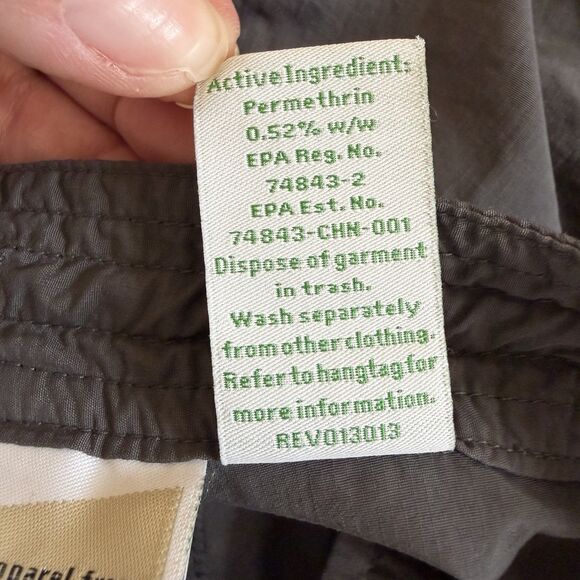 Active Ingredient:
Permethrin
0.52% w/w
EPA Reg. No.
74843-2
EPA Est. No.
74843-CHN-001
Dispose of garment
in trash.
Wash separately
from other clothing.
Refer to hangtag for
more information.
REV013013